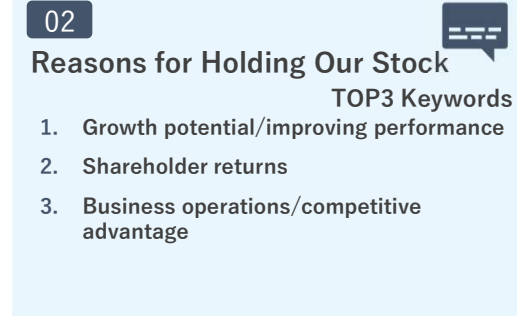 02
Reasons for Holding Our Stock
TOP3 Keywords
1. Growth potential/improving performance
2. Shareholder returns
3. Business operations/competitive
advantage